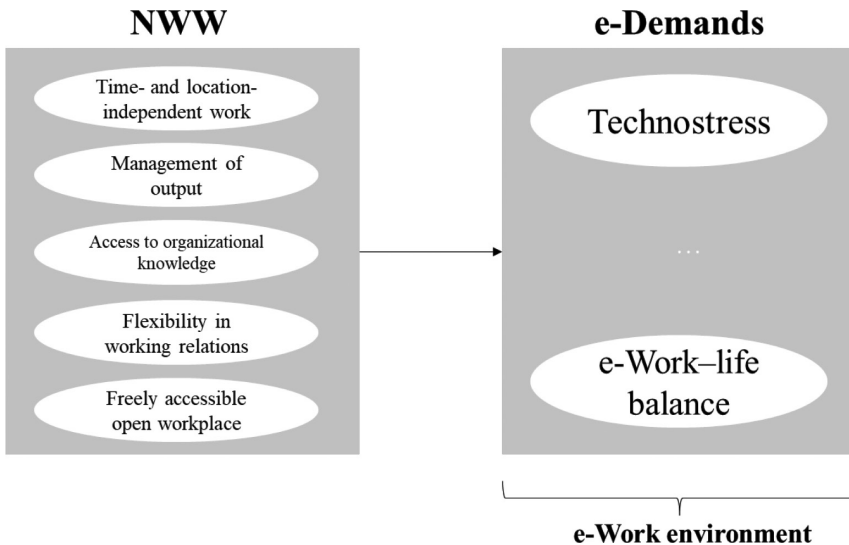 NWW
Time- and location-
independent work
Management of
output
Access to organizational
knowledge
Flexibility in
working relations
Freely accessible
open workplace
e-Demands
Technostress
...
e-Work–life
balance
e-Work environment